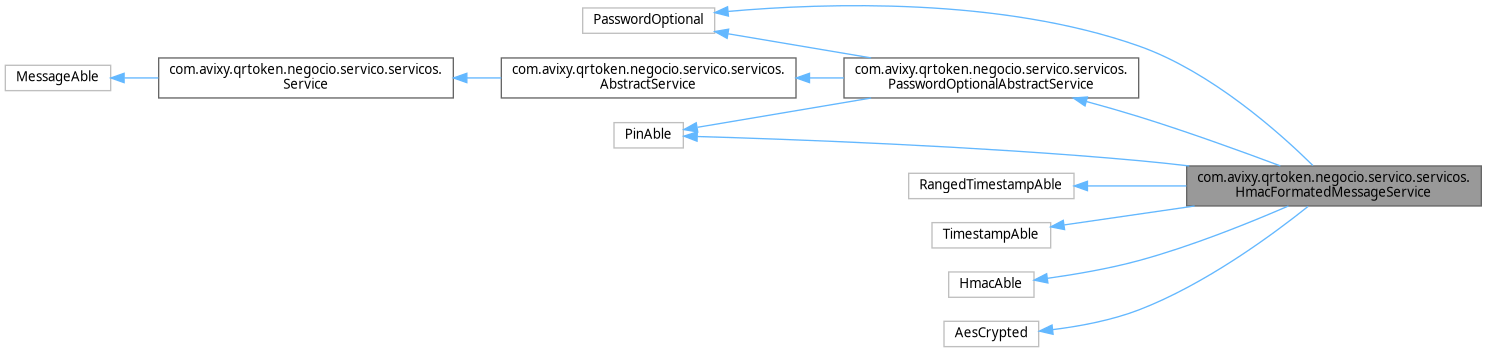 PasswordOptional
MessageAble
com.avixy.qrtoken.negocio.servico.servicos.
Service
com.avixy.qrtoken.negocio.servico.servicos.
AbstractService
com.avixy.qrtoken.negocio.servico.servicos.
PasswordOptionalAbstractService
PinAble
com.avixy.qrtoken.negocio.servico.servicos.
HmacFormatedMessageService
RangedTimestampAble
TimestampAble
HmacAble
AesCrypted